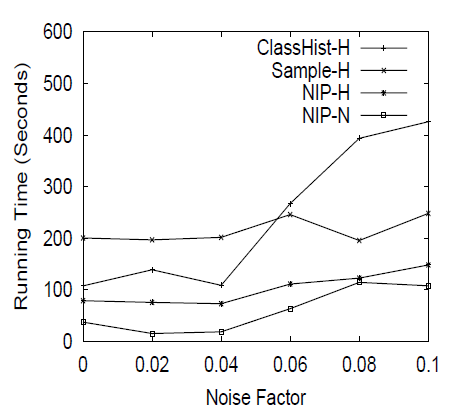 600
500
400
300
200
100
0
Running Time (Seconds)
ClassHist-H
Sample-H
NIP-H
NIP-N
0 0.02 0.04 0.06 0.08 0.1
Noise Factor